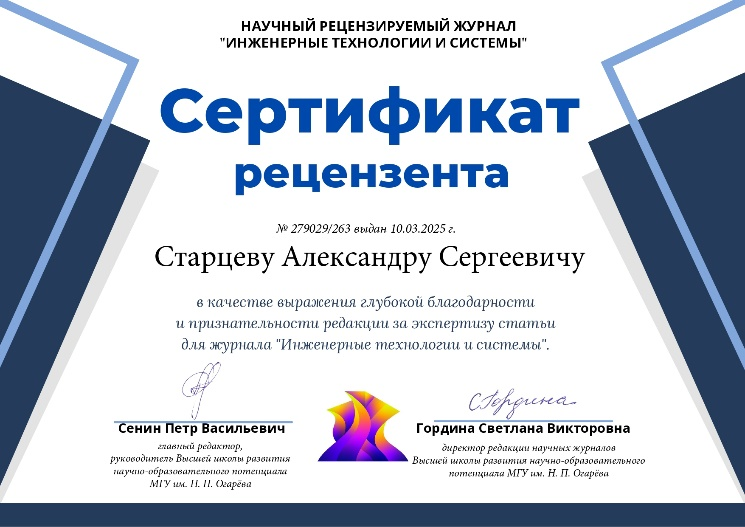 НАУЧНЫЙ РЕЦЕНЗИРУЕМЫЙ ЖУРНАЛ
"ИНЖЕНЕРНЫЕ ТЕХНОЛОГИИ И СИСТЕМЫ"
Сертификат
рецензента
№ 279029/263 выдан 10.03.2025 г.
Старцеву Александру Сергеевичу
в качестве выражения глубокой благодарности
и признательности редакции за экспертизу статьи
для журнала "Инженерные технологии и системы".
Сенин Петр Васильевич
главный редактор,
руководитель Высшей школы развития
научно-образовательного потенциала
МГУ им. Н. П. Огарёва
СГордина
Гордина Светлана Викторовна
директор редакции научных журналов
Высшей школы развития научно-образовательного
потенциала МГУ им. Н. П. Огарёва